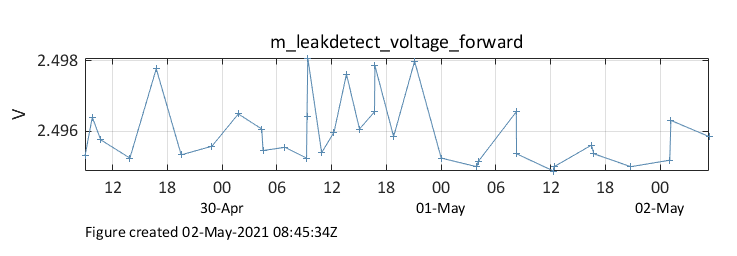 m_leakdetect_voltage_forward
2.498
2.496
V
12 18 00 06 12 18 00 06 12 18 00
30-Apr 01-May 02-May
Figure created 02-May-2021 08:45:34Z